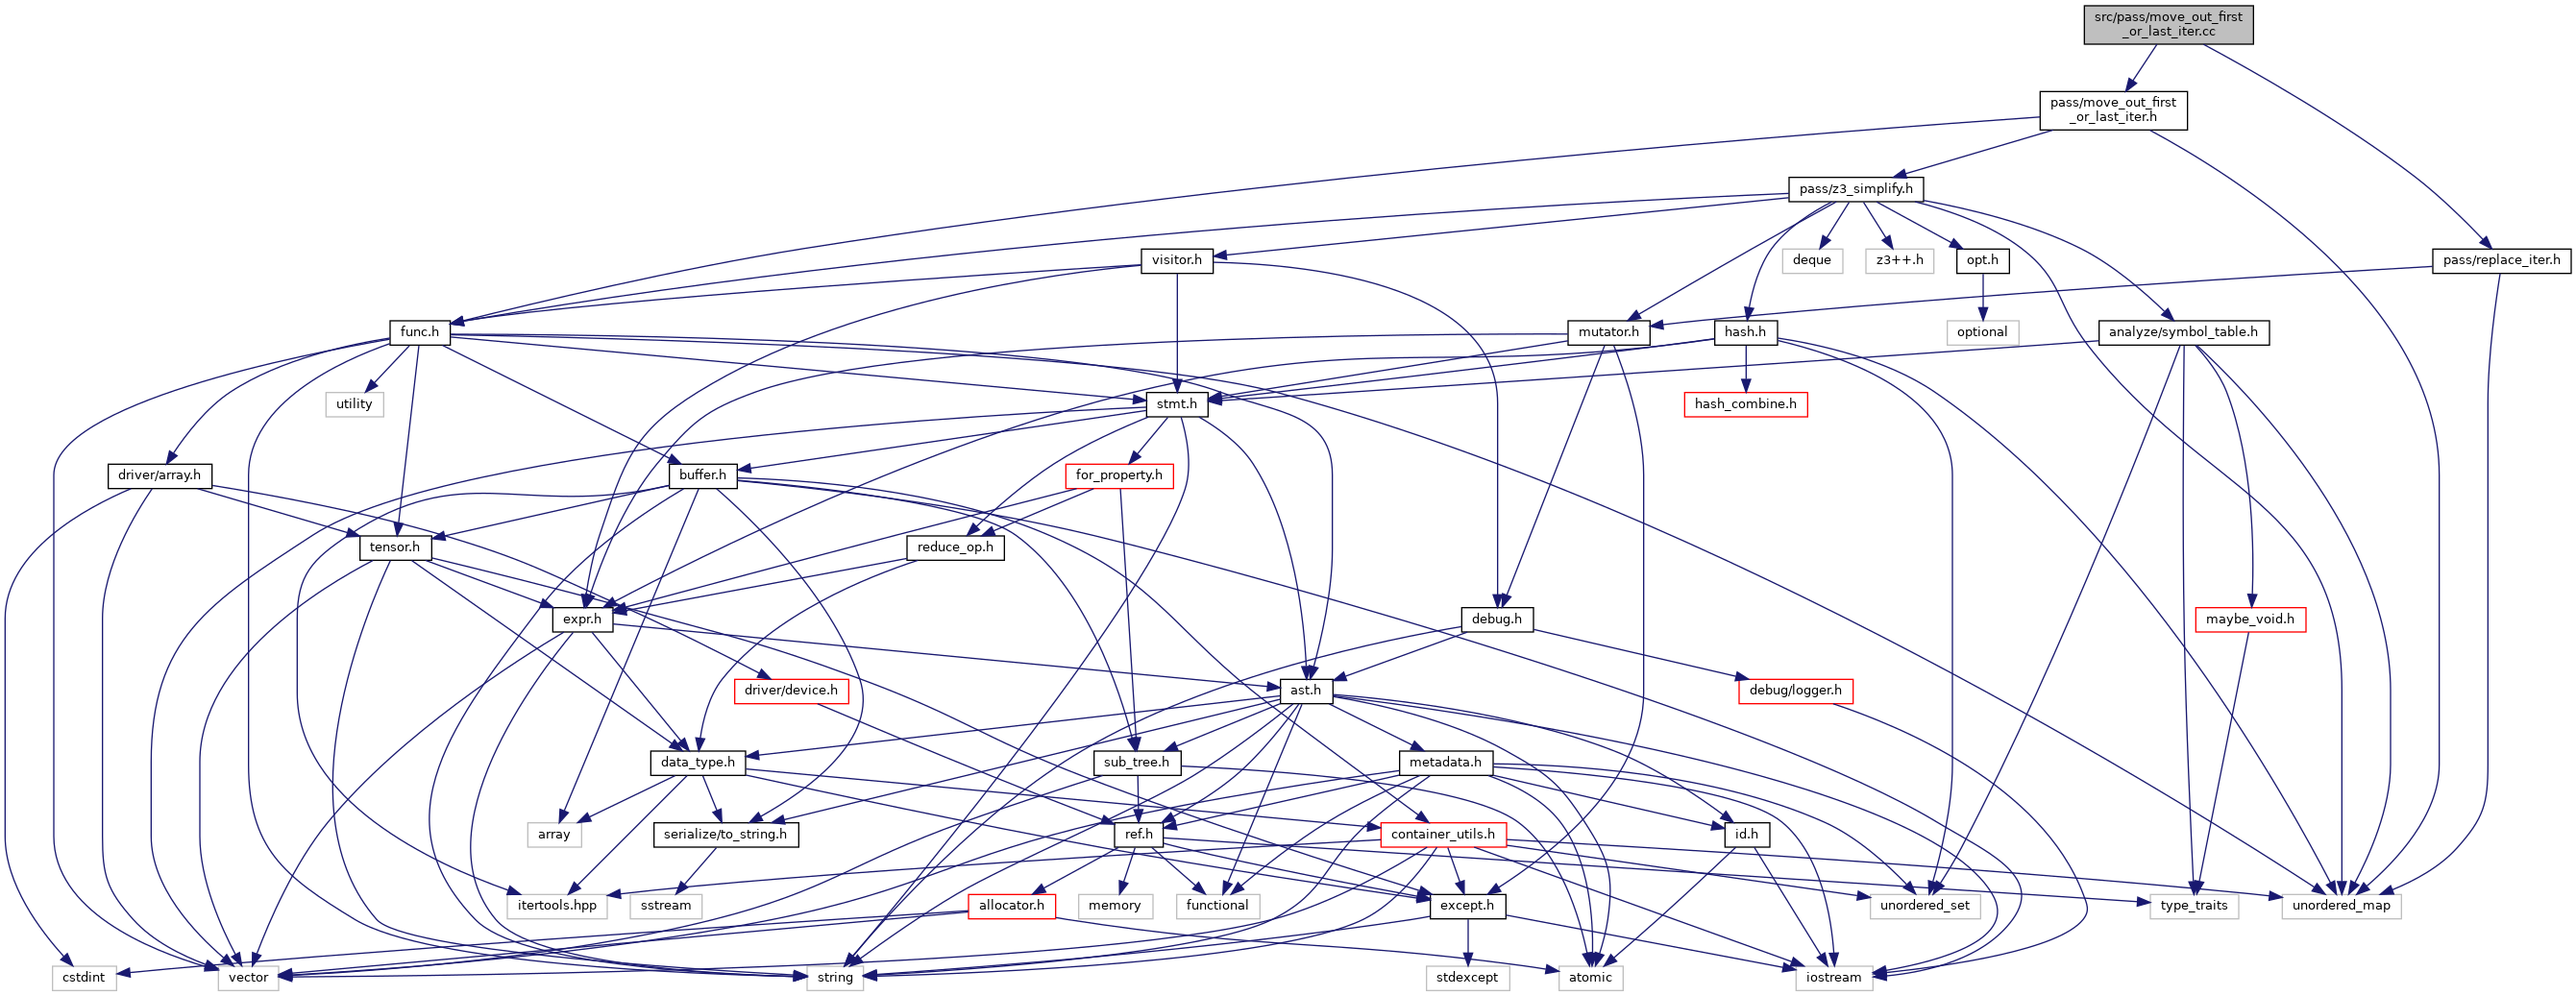 src/pass/move_out_first
_or_last_iter.cc
pass/move_out_first
_or_last_iter.h
pass/z3_simplify.h
visitor.h
deque
z3++.h
opt.h
pass/replace_iter.h
func.h
mutator.h
hash.h
optional
analyze/symbol_table.h
utility
stmt.h
hash_combine.h
driver/array.h
buffer.h
for_property.h
tensor.h
reduce_op.h
expr.h
debug.h
maybe_void.h
driver/device.h
ast.h
debug/logger.h
data_type.h
sub_tree.h
metadata.h
array
serialize/to_string.h
ref.h
container_utils.h
id.h
itertools.hpp
sstream
allocator.h
memory
functional
except.h
unordered_set
type_traits
unordered_map
cstdint
vector
string
stdexcept
atomic
iostream